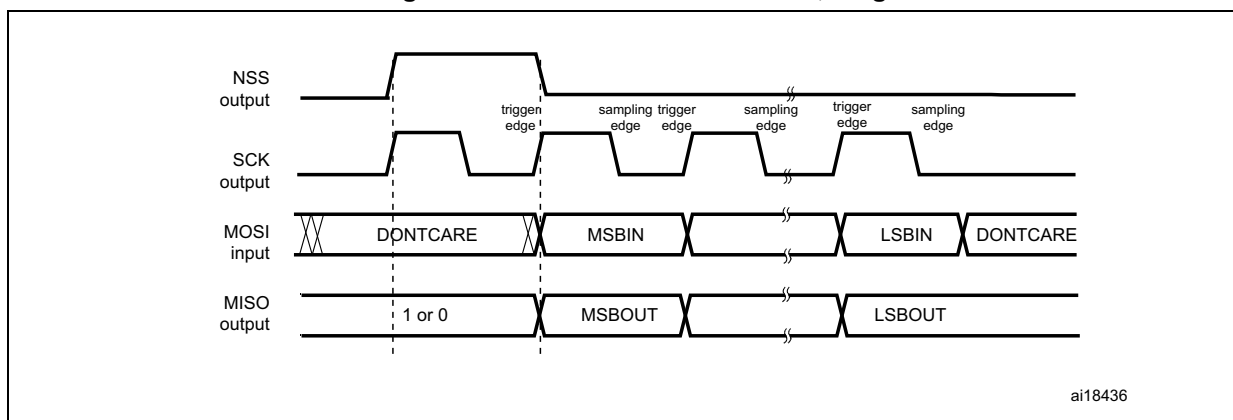 NSS
output
trigger
edge
sampling
edge
trigger
edge
sampling
edge
trigger
edge
sampling
edge
SCK
output
MOSI
input
DONTCARE
MSBIN
LSBIN
DONTCARE
MISO
output
1 or 0
MSBOUT
LSBOUT
ai18436